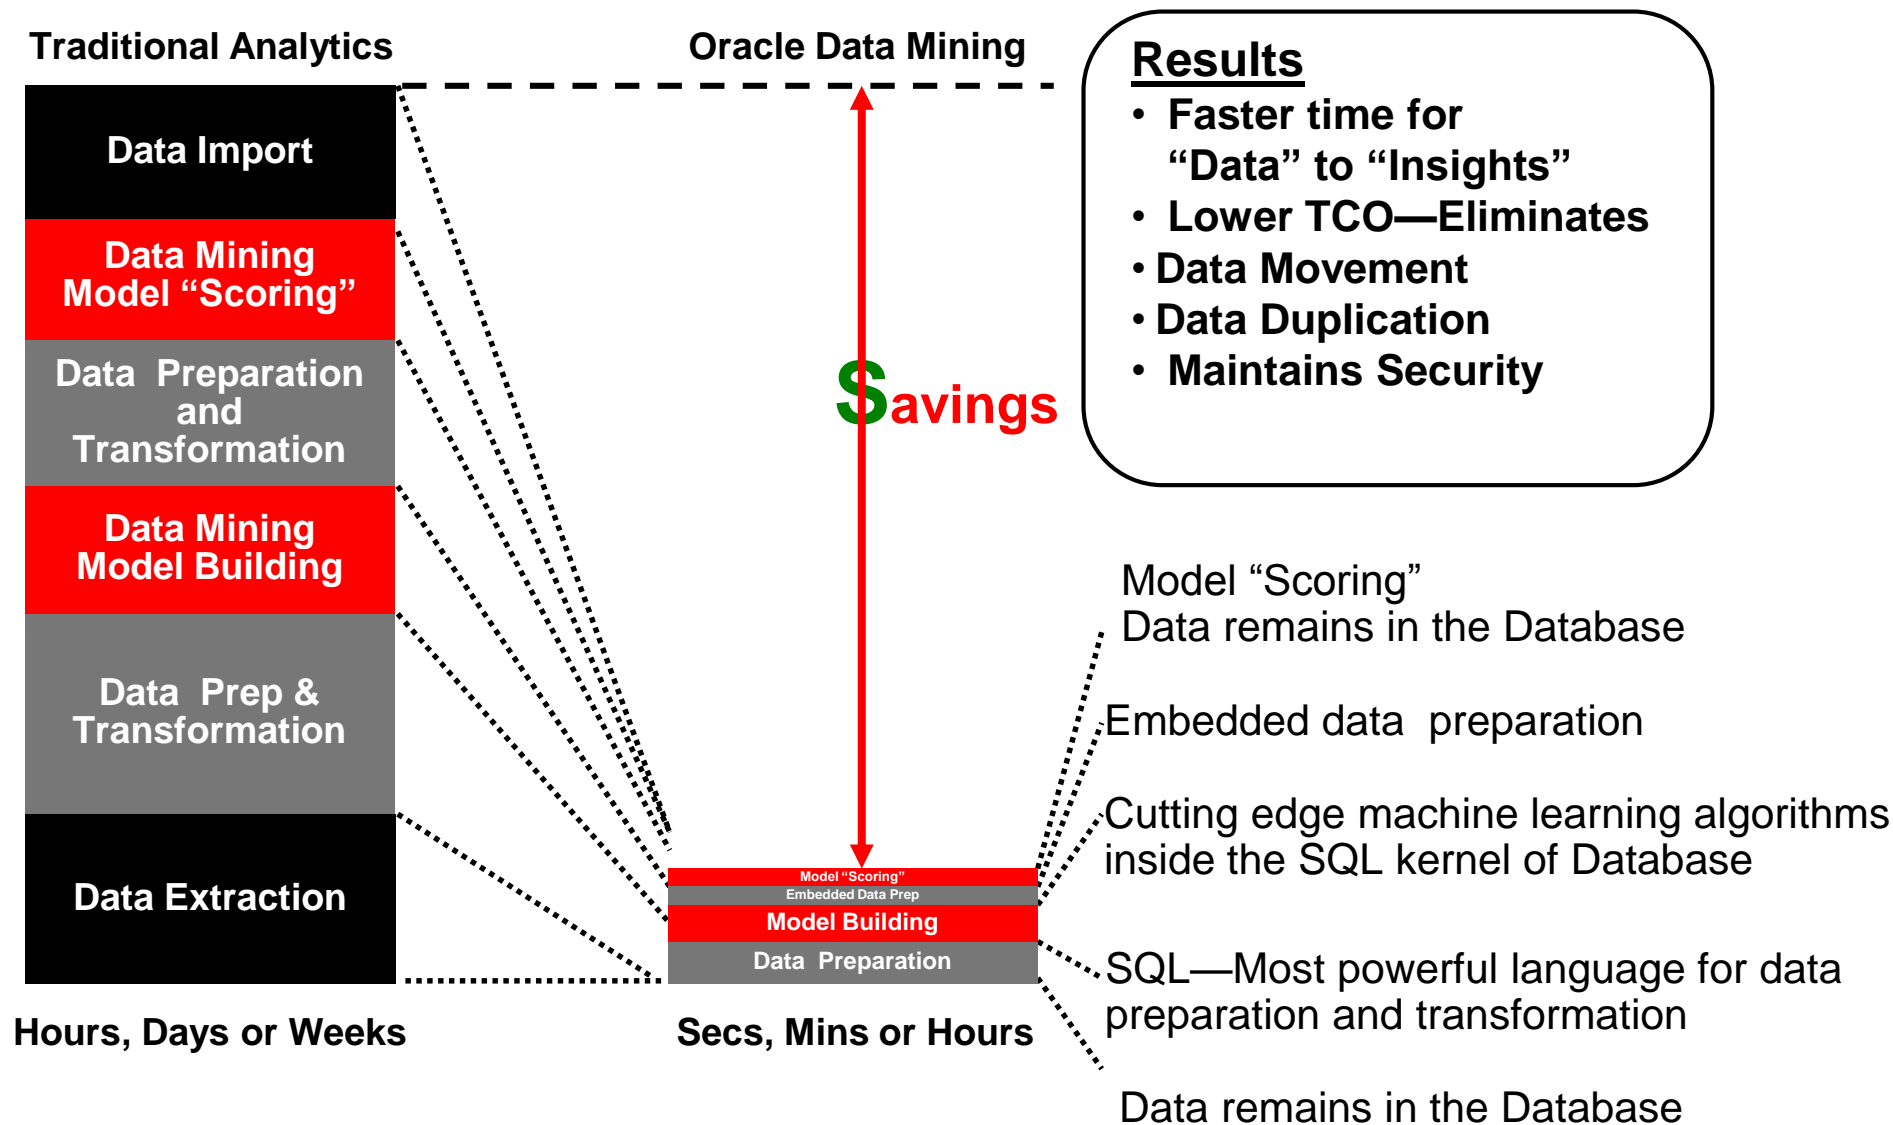 Traditional Analytics
Data Import
Data Mining
Model “Scoring”
Data Preparation
and
Transformation
Data Mining
Model Building
Data Prep &
Transformation
Data Extraction
Hours, Days or Weeks
Oracle Data Mining
Savings
Model “Scoring”
Embedded Data Prep
Model Building
Data Preparation
Secs, Mins or Hours
Results
• Faster time for
“Data” to “Insights”
• Lower TCO—Eliminates
• Data Movement
• Data Duplication
• Maintains Security
Model “Scoring”
Data remains in the Database
Embedded data preparation
Cutting edge machine learning algorithms
inside the SQL kernel of Database
SQL—Most powerful language for data
preparation and transformation
Data remains in the Database